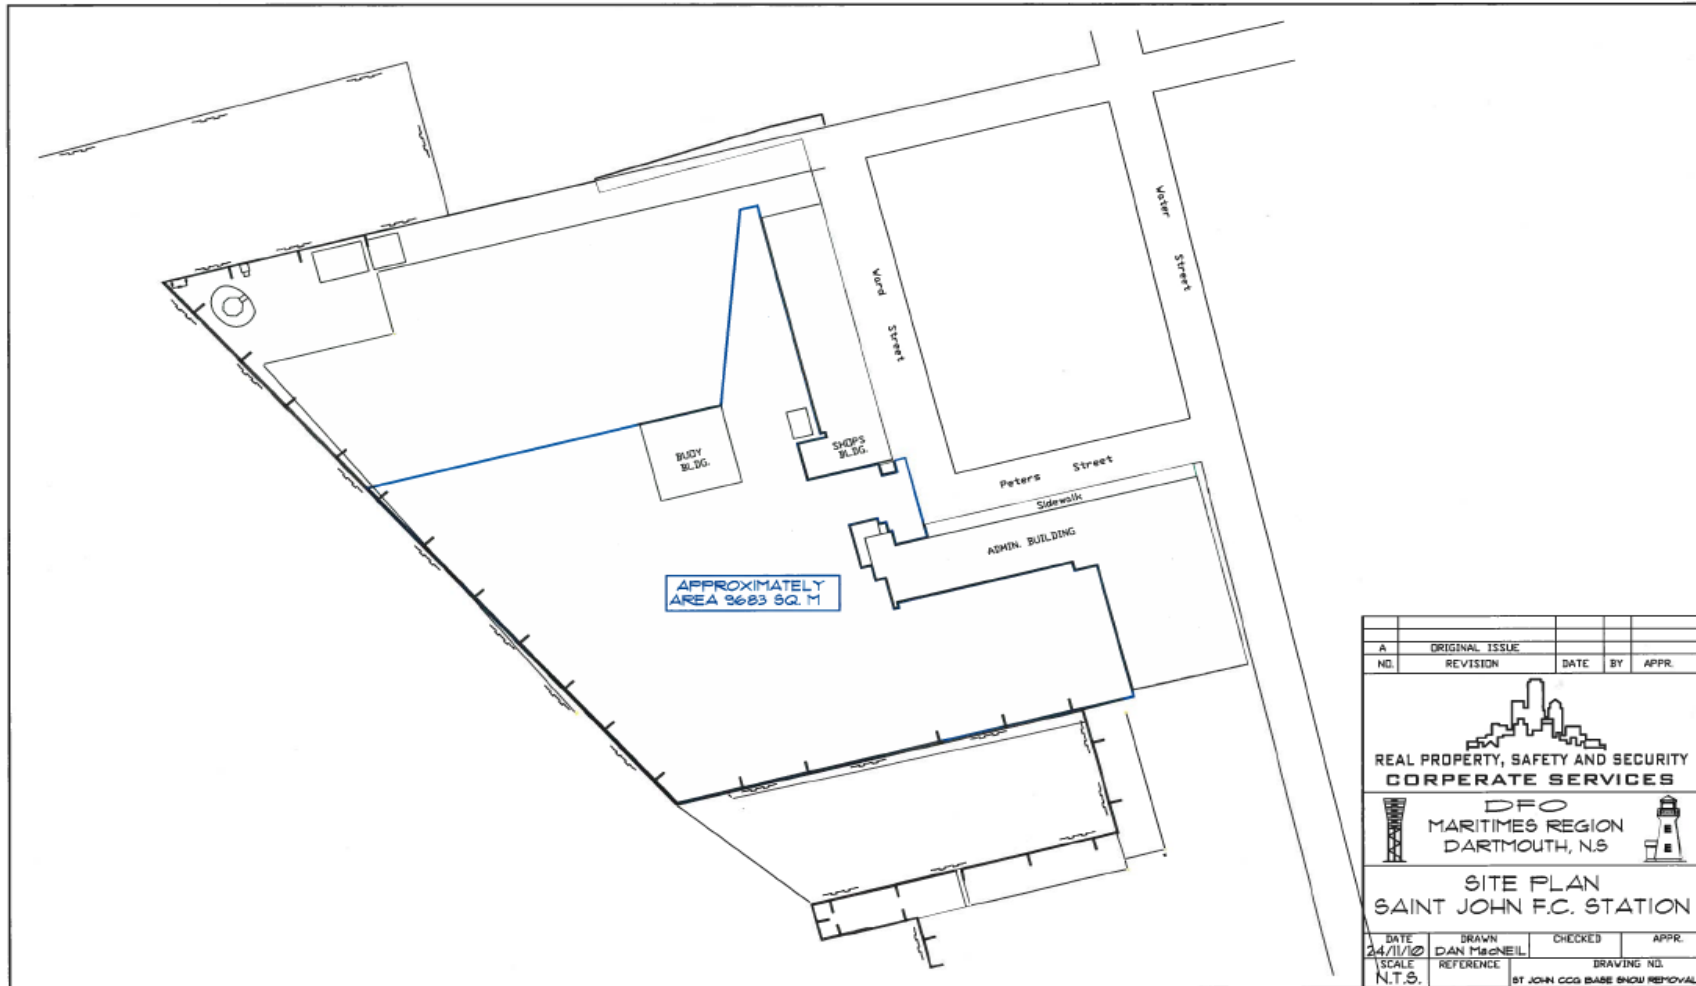 Water
Street
Ward
Street
SHOPS
BLDG.
BUOY
BLDG.
Peters Street
Sidewalk
ADMIN. BUILDING
APPROXIMATELY
AREA 9683 SQ. M
A ORIGINAL ISSUE
NO. REVISION DATE BY APPR.
REAL PROPERTY, SAFETY AND SECURITY
CORPERATE SERVICES
DFO
MARITIMES REGION
DARTMOUTH, N.S
SITE PLAN
SAINT JOHN F.C. STATION
DATE DRAWN CHECKED APPR.
24/11/10 DAN MacNEIL
SCALE REFERENCE DRAWING NO.
N.T.S. ST JOHN CCG BASE SNOW REMOVAL